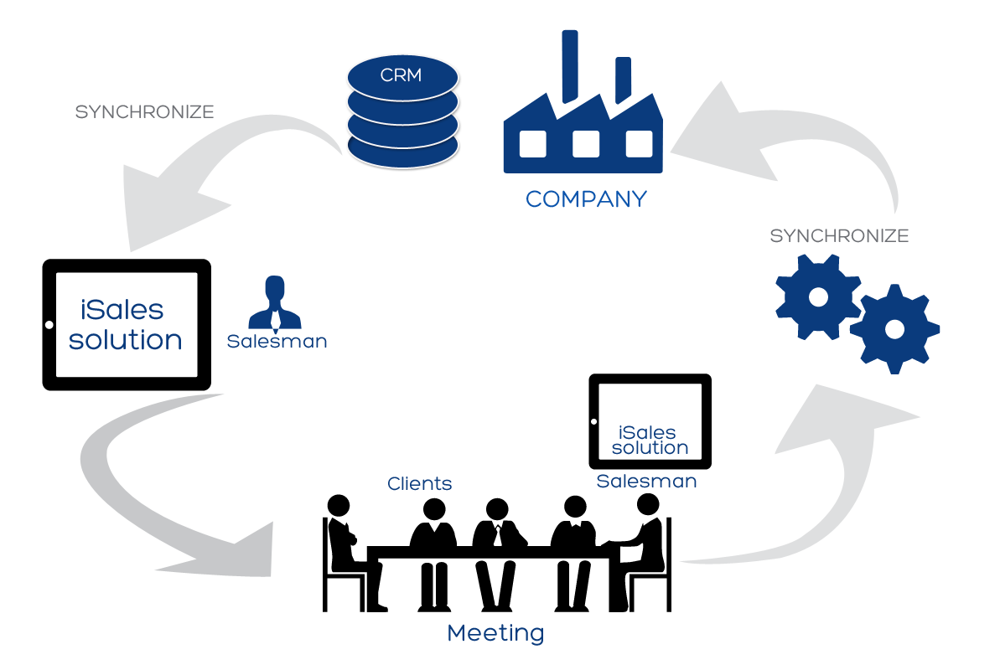 CRM
SYNCHRONIZE
COMPANY
SYNCHRONIZE
iSales
solution
Salesman
iSales
solution
Salesman
Clients
Meeting